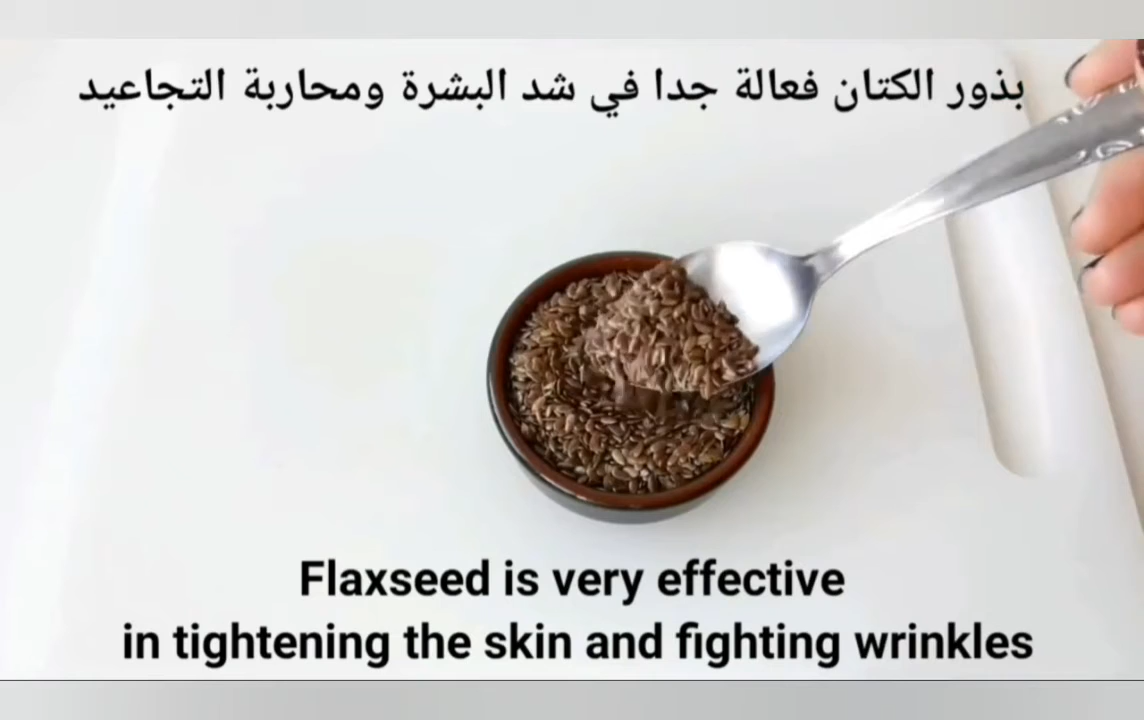 بذور الكتان فعالة جدا في شد البشرة ومحاربة التجاعيد
Flaxseed is very effective
in tightening the skin and fighting wrinkles